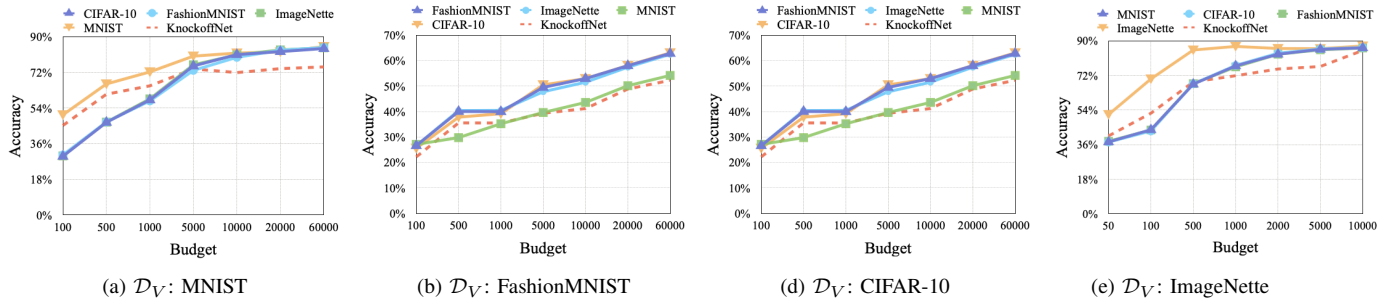 CIFAR-10 FashionMNIST ImageNette
MNIST KnockoffNet
90%
72%
54%
36%
18%
0%
Accuracy
100 500 1000 5000 10000 20000 60000
Budget
(a) 𝒟V: MNIST
FashionMNIST ImageNette MNIST
CIFAR-10 KnockoffNet
70%
60%
50%
40%
30%
20%
10%
0%
Accuracy
100 500 1000 5000 10000 20000 60000
Budget
(b) 𝒟V: FashionMNIST
FashionMNIST ImageNette MNIST
CIFAR-10 KnockoffNet
70%
60%
50%
40%
30%
20%
10%
0%
Accuracy
100 500 1000 5000 10000 20000 60000
Budget
(d) 𝒟V: CIFAR-10
MNIST CIFAR-10 FashionMNIST
ImageNette KnockoffNet
90%
72%
54%
36%
18%
0%
Accuracy
50 100 500 1000 2000 5000 10000
Budget
(e) 𝒟V: ImageNette